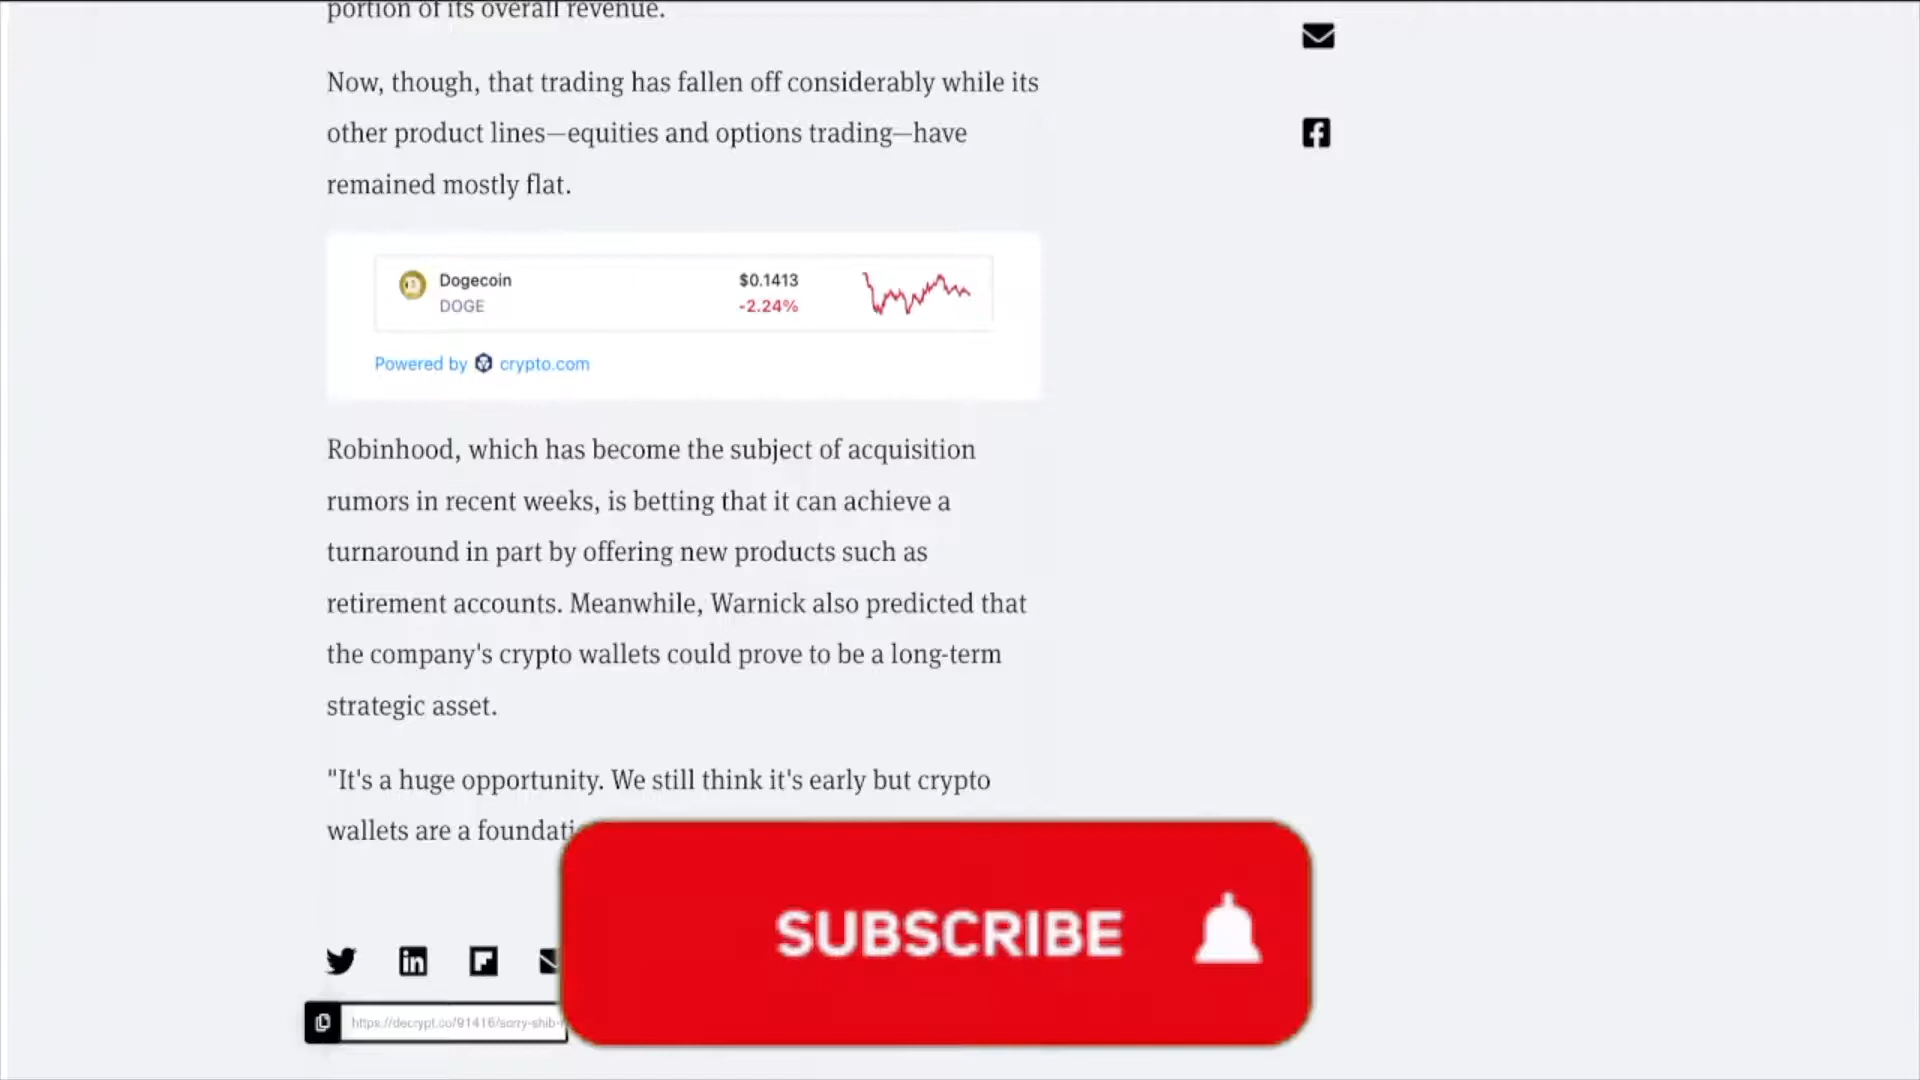 portion of its overall revenue.
Now, though, that trading has fallen off considerably while its
other product lines—equities and options trading—have
remained mostly flat.
Dogecoin
$0.1413
DOGE
-2.24%
Powered by crypto.com
Robinhood, which has become the subject of acquisition
rumors in recent weeks, is betting that it can achieve a
turnaround in part by offering new products such as
retirement accounts. Meanwhile, Warnick also predicted that
the company's crypto wallets could prove to be a long-term
strategic asset.
"It's a huge opportunity. We still think it's early but crypto
wallets are a foundati
SUBSCRIBE
https://decrypt.co/91416/sorry-shib-